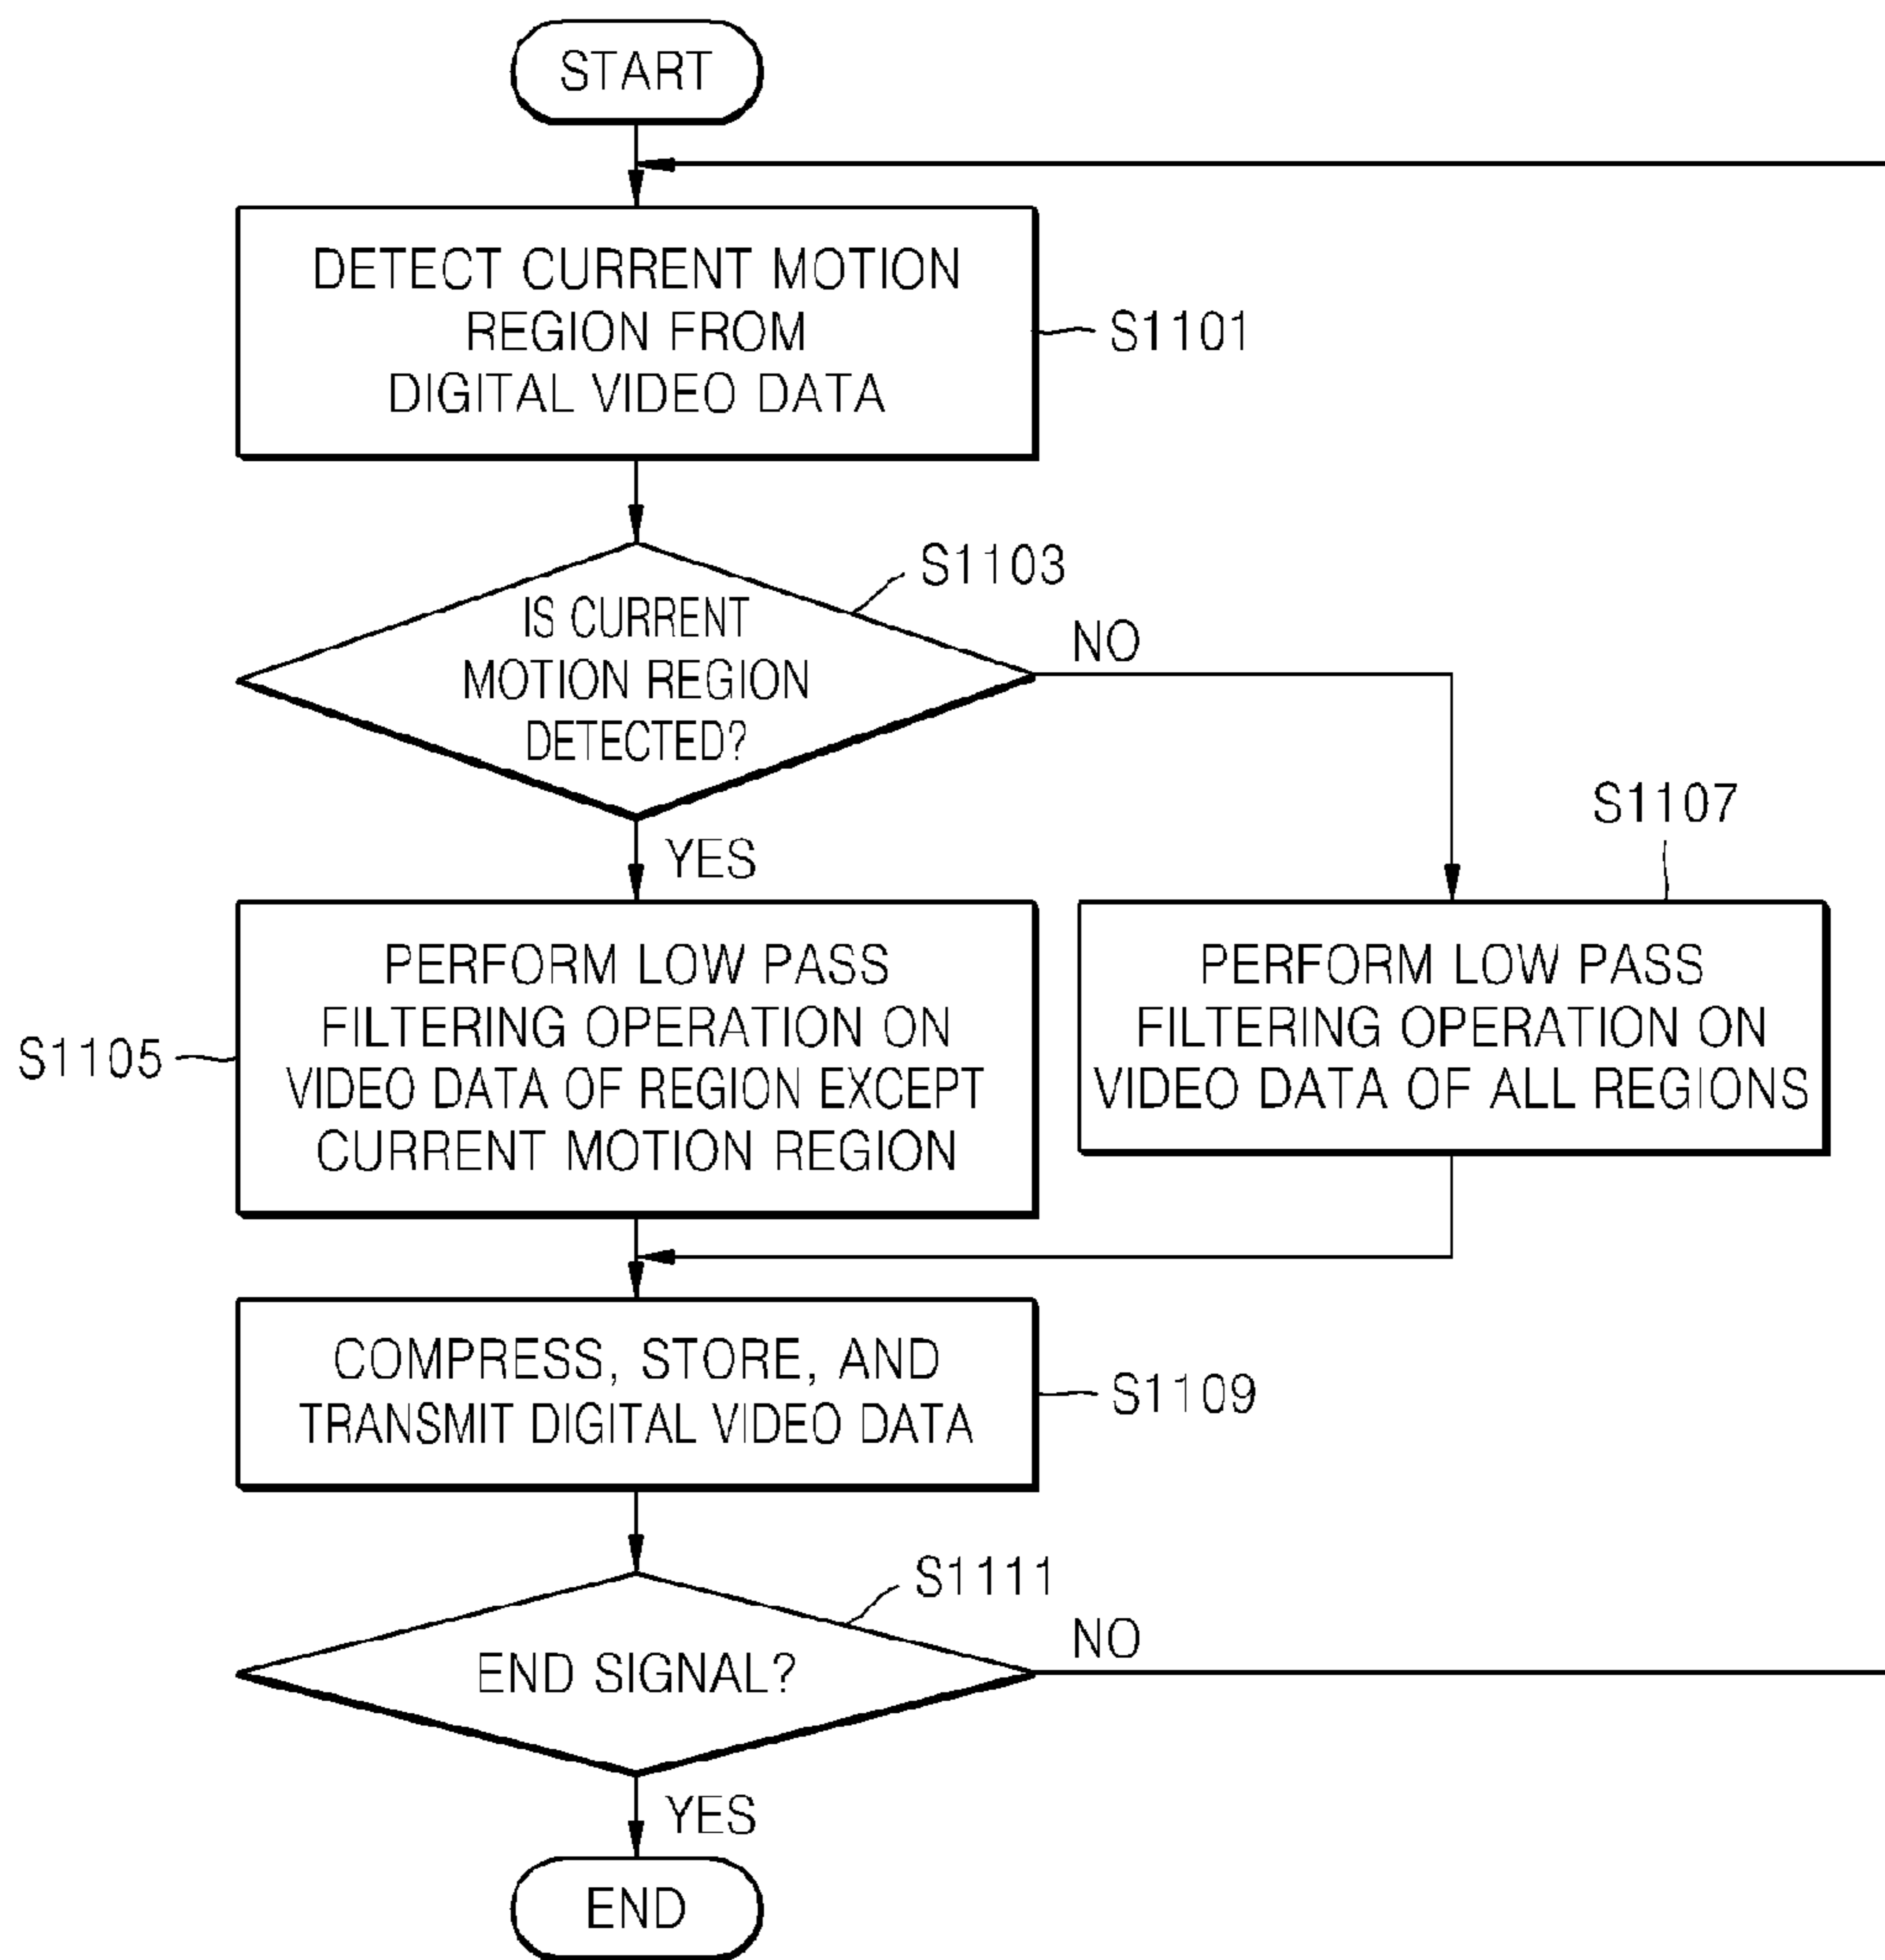 START
DETECT CURRENT MOTION
REGION FROM
DIGITAL VIDEO DATA
S1101
S1103
IS CURRENT
MOTION REGION
DETECTED?
NO
YES
S1107
S1105
PERFORM LOW PASS
FILTERING OPERATION ON
VIDEO DATA OF REGION EXCEPT
CURRENT MOTION REGION
PERFORM LOW PASS
FILTERING OPERATION ON
VIDEO DATA OF ALL REGIONS
COMPRESS, STORE, AND
TRANSMIT DIGITAL VIDEO DATA
S1109
S1111
END SIGNAL?
NO
YES
END